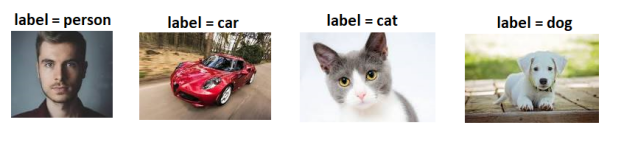 label = person
label = car
label = cat
label = dog